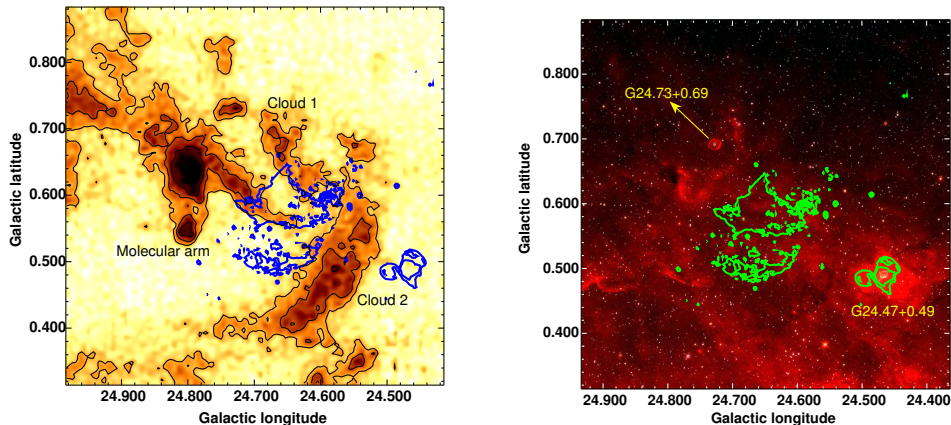 0.800
0.700
0.600
0.500
0.400
Galactic latitude
Cloud 1
Molecular arm
Cloud 2
24.900
24.800
24.700
24.600
24.500
Galactic longitude
0.800
0.700
0.600
0.500
0.400
Galactic latitude
G24.73+0.69
G24.47+0.49
24.900
24.800
24.700
24.600
24.500
24.400
Galactic longitude